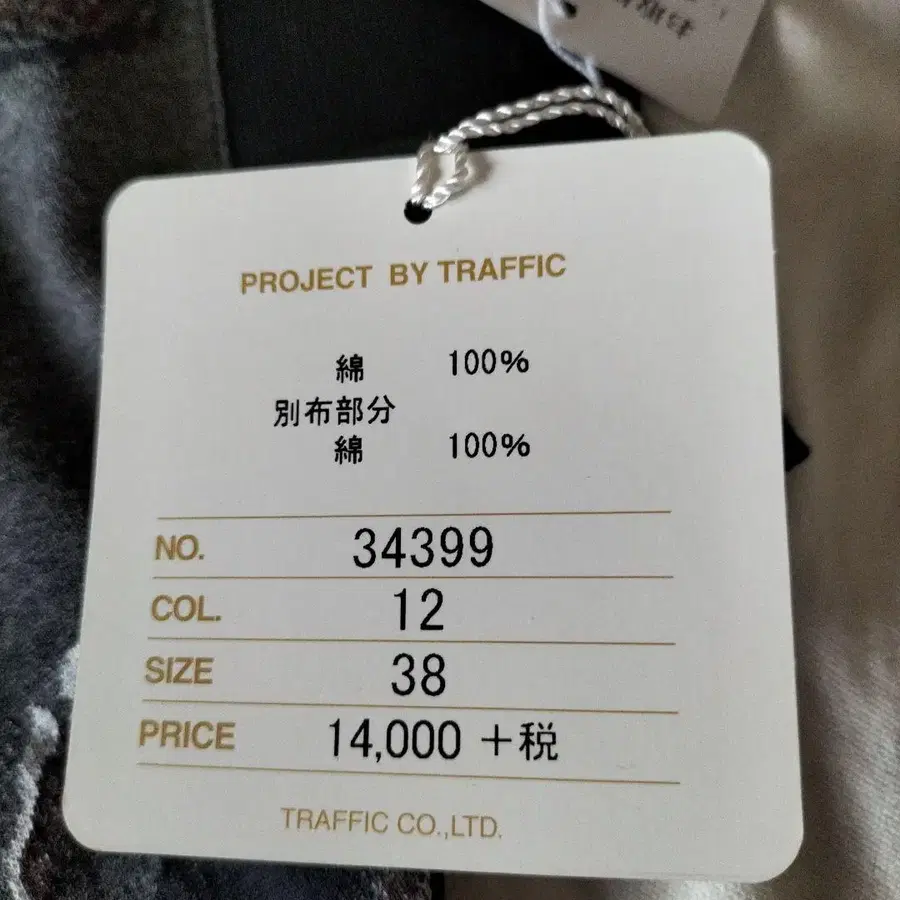 PROJECT BY TRAFFIC
綿 100%
別布部分
綿 100%
NO. 34399
COL. 12
SIZE 38
PRICE 14,000 +税
TRAFFIC CO.,LTD.